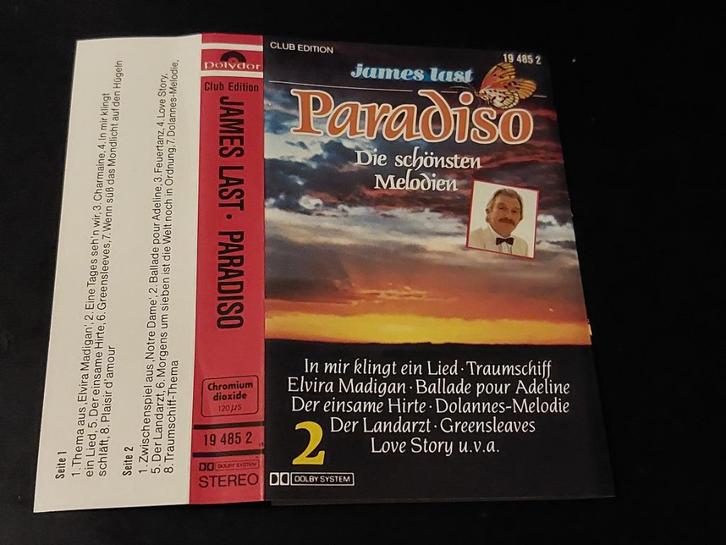 Seite 1
1. Thema aus ‚Elvira Madigan', 2. Eine Tages seh'n wir, 3. Charmaine, 4. In mir klingt
ein Lied, 5. Der einsame Hirte, 6. Greensleeves, 7. Wenn süß das Mondlicht auf den Hügeln
schläft, 8. Plaisir d'amour
Seite 2
1. Zwischenspiel aus ‚Notre Dame', 2. Ballade pour Adeline, 3. Feuertanz, 4. Love Story,
5. Der Landarzt, 6. Morgens um sieben ist die Welt noch in Ordnung, 7. Dolannes-Melodie,
8. Traumschiff-Thema
polydor
Club Edition
JAMES LAST · PARADISO
Chromium
dioxide
120 µS
19 485 2
DOLBY SYSTEM
STEREO
CLUB EDITION
19 485 2
james last
Paradiso
Die schönsten
Melodien
In mir klingt ein Lied · Traumschiff
Elvira Madigan · Ballade pour Adeline
Der einsame Hirte · Dolannes-Melodie
Der Landarzt · Greensleaves
Love Story u.v.a.
2
DOLBY SYSTEM